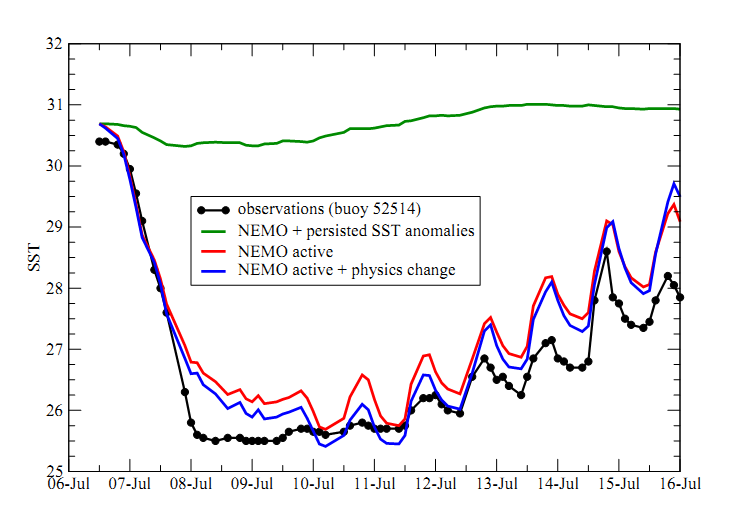 32
31
30
29
28
27
26
25
SST
observations (buoy 52514)
NEMO + persisted SST anomalies
NEMO active
NEMO active + physics change
06-Jul 07-Jul 08-Jul 09-Jul 10-Jul 11-Jul 12-Jul 13-Jul 14-Jul 15-Jul 16-Jul